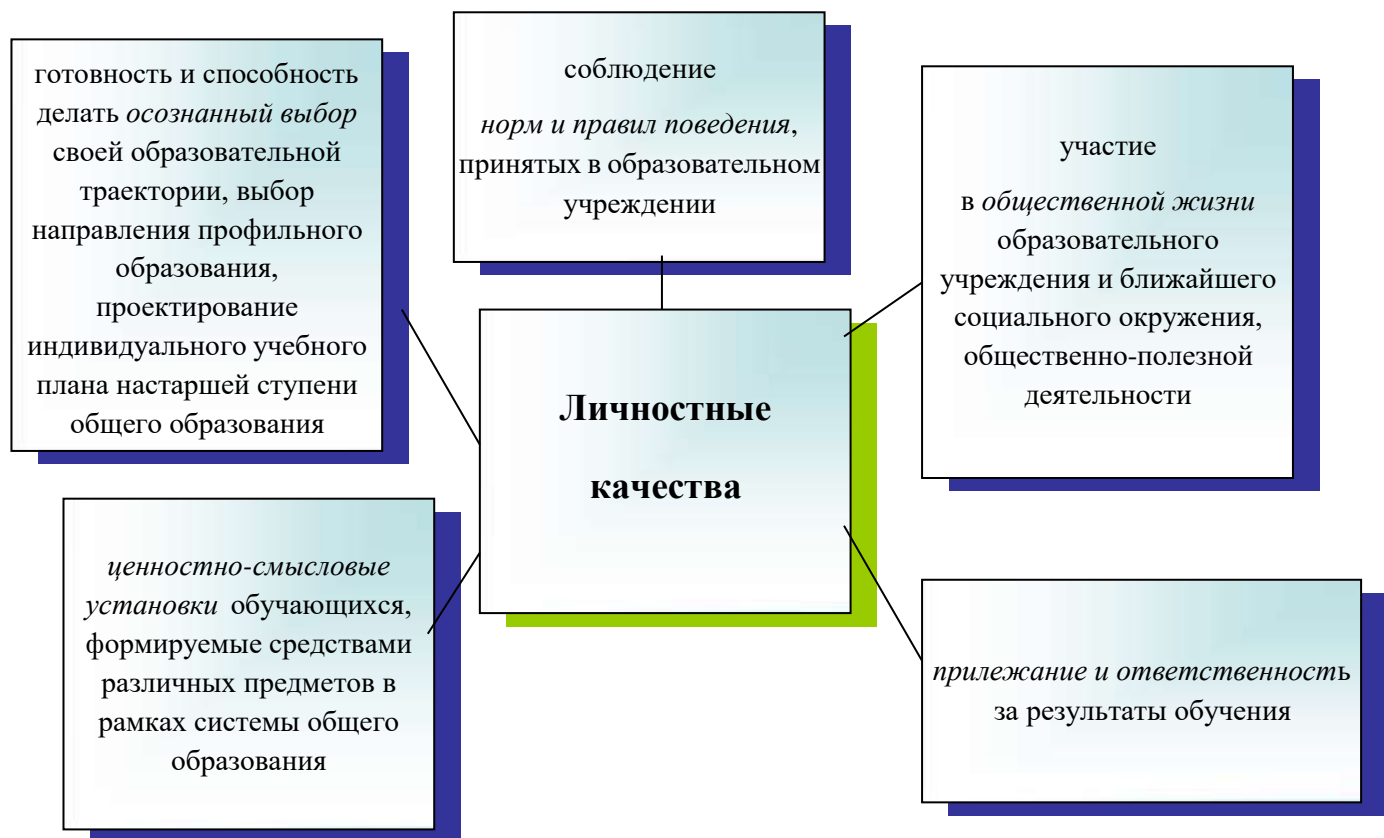 готовность и способность
делать осознанный выбор
своей образовательной
траектории, выбор
направления профильного
образования,
проектирование
индивидуального учебного
плана настаршей ступени
общего образования
соблюдение
норм и правил поведения,
принятых в образовательном
учреждении
участие
в общественной жизни
образовательного
учреждения и ближайшего
социального окружения,
общественно-полезной
деятельности
Личностные
качества
ценностно-смысловые
установки обучающихся,
формируемые средствами
различных предметов в
рамках системы общего
образования
прилежание и ответственность
за результаты обучения